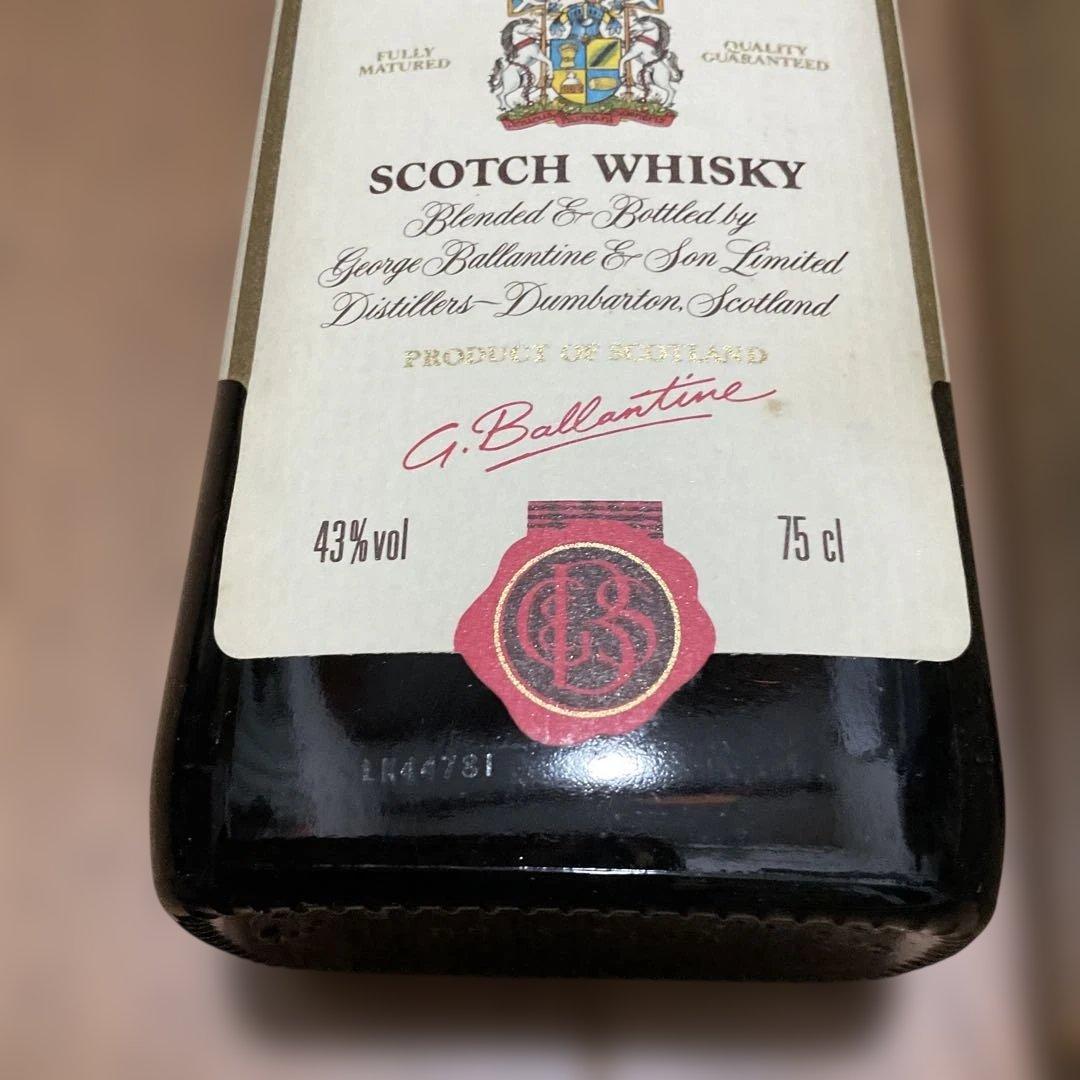 FULLY
MATURED
QUALITY
GUARANTEED
SCOTCH WHISKY
Blended & Bottled by
George Ballantine & Son Limited
Distillers-Dumbarton, Scotland
PRODUCT OF SCOTLAND
G. Ballantine
43% vol
75 cl
GBS